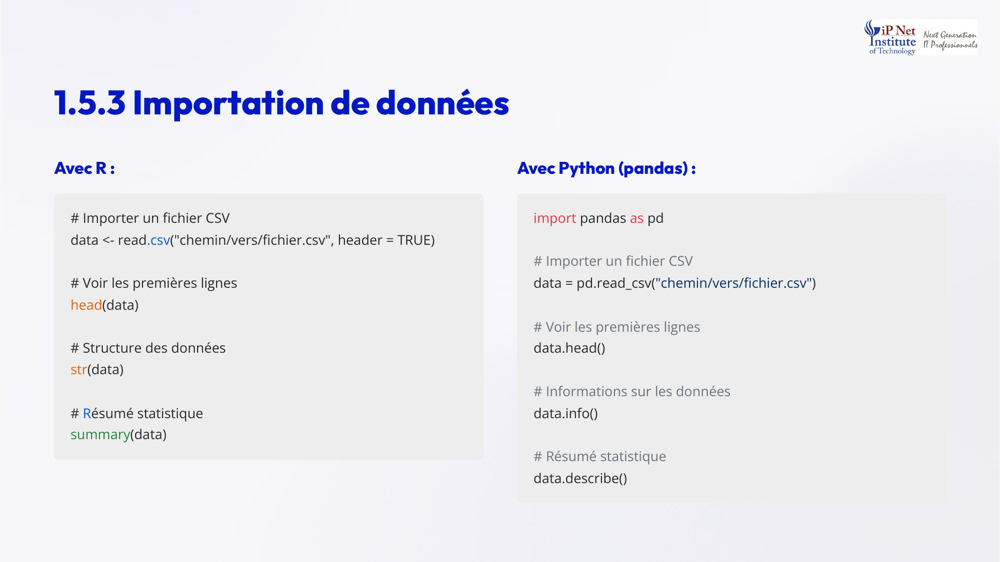 iP Net
Institute
of Technology
Next Generation
IT Professionnels
1.5.3 Importation de données
Avec R :
# Importer un fichier CSV
data <- read.csv("chemin/vers/fichier.csv", header = TRUE)
# Voir les premières lignes
head(data)
# Structure des données
str(data)
# Résumé statistique
summary(data)
Avec Python (pandas) :
import pandas as pd
# Importer un fichier CSV
data = pd.read_csv("chemin/vers/fichier.csv")
# Voir les premières lignes
data.head()
# Informations sur les données
data.info()
# Résumé statistique
data.describe()